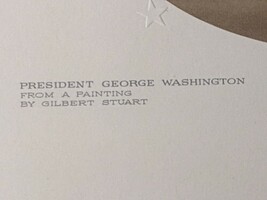 PRESIDENT GEORGE WASHINGTON
FROM A PAINTING
BY GILBERT STUART